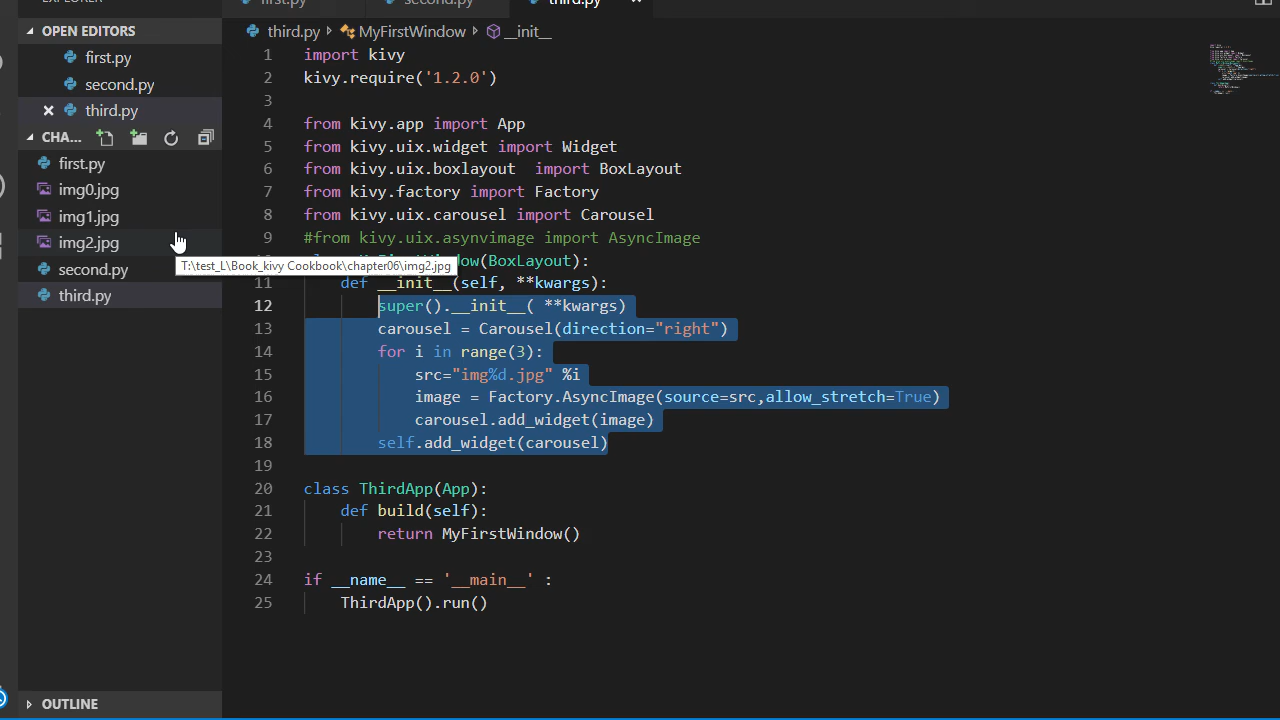 first.py second.py third.py
OPEN EDITORS
first.py
second.py
third.py
CHA...
first.py
img0.jpg
img1.jpg
img2.jpg
second.py
third.py
OUTLINE
T:\test_L\Book_kivy Cookbook\chapter06\img2.jpg
third.py MyFirstWindow __init__
1 import kivy
2 kivy.require('1.2.0')
3
4 from kivy.app import App
5 from kivy.uix.widget import Widget
6 from kivy.uix.boxlayout  import BoxLayout
7 from kivy.factory import Factory
8 from kivy.uix.carousel import Carousel
9 #from kivy.uix.asynvimage import AsyncImage
10 (BoxLayout):
11 def __init__(self, **kwargs):
12 super().__init__( **kwargs)
13 carousel = Carousel(direction="right")
14 for i in range(3):
15 src="img%d.jpg" %i
16 image = Factory.AsyncImage(source=src,allow_stretch=True)
17 carousel.add_widget(image)
18 self.add_widget(carousel)
19
20 class ThirdApp(App):
21 def build(self):
22 return MyFirstWindow()
23
24 if __name__ == '__main__' :
25 ThirdApp().run()